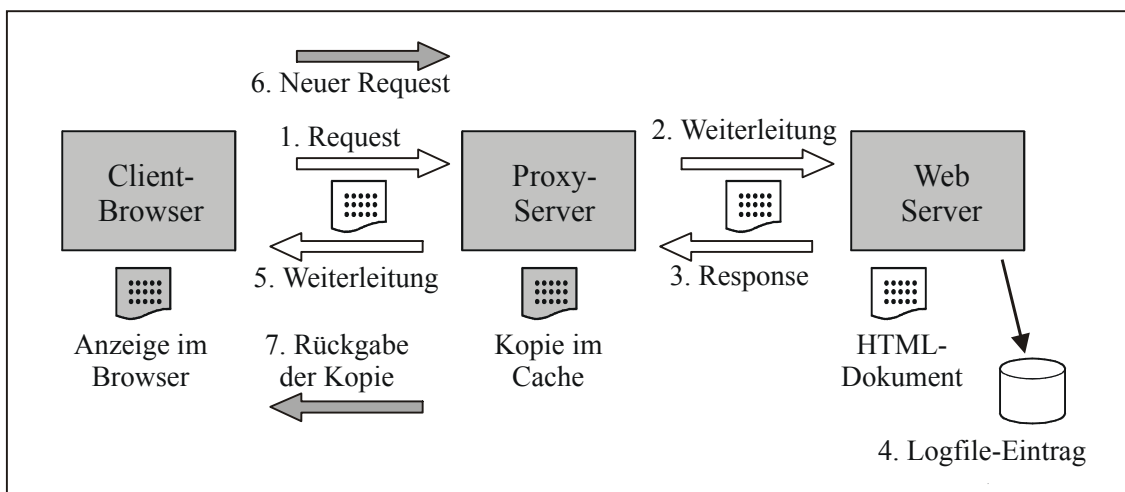 6. Neuer Request
1. Request
2. Weiterleitung
Client-
Browser
Proxy-
Server
Web
Server
5. Weiterleitung
3. Response
Anzeige im
Browser
7. Rückgabe
der Kopie
Kopie im
Cache
HTML-
Dokument
4. Logfile-Eintrag